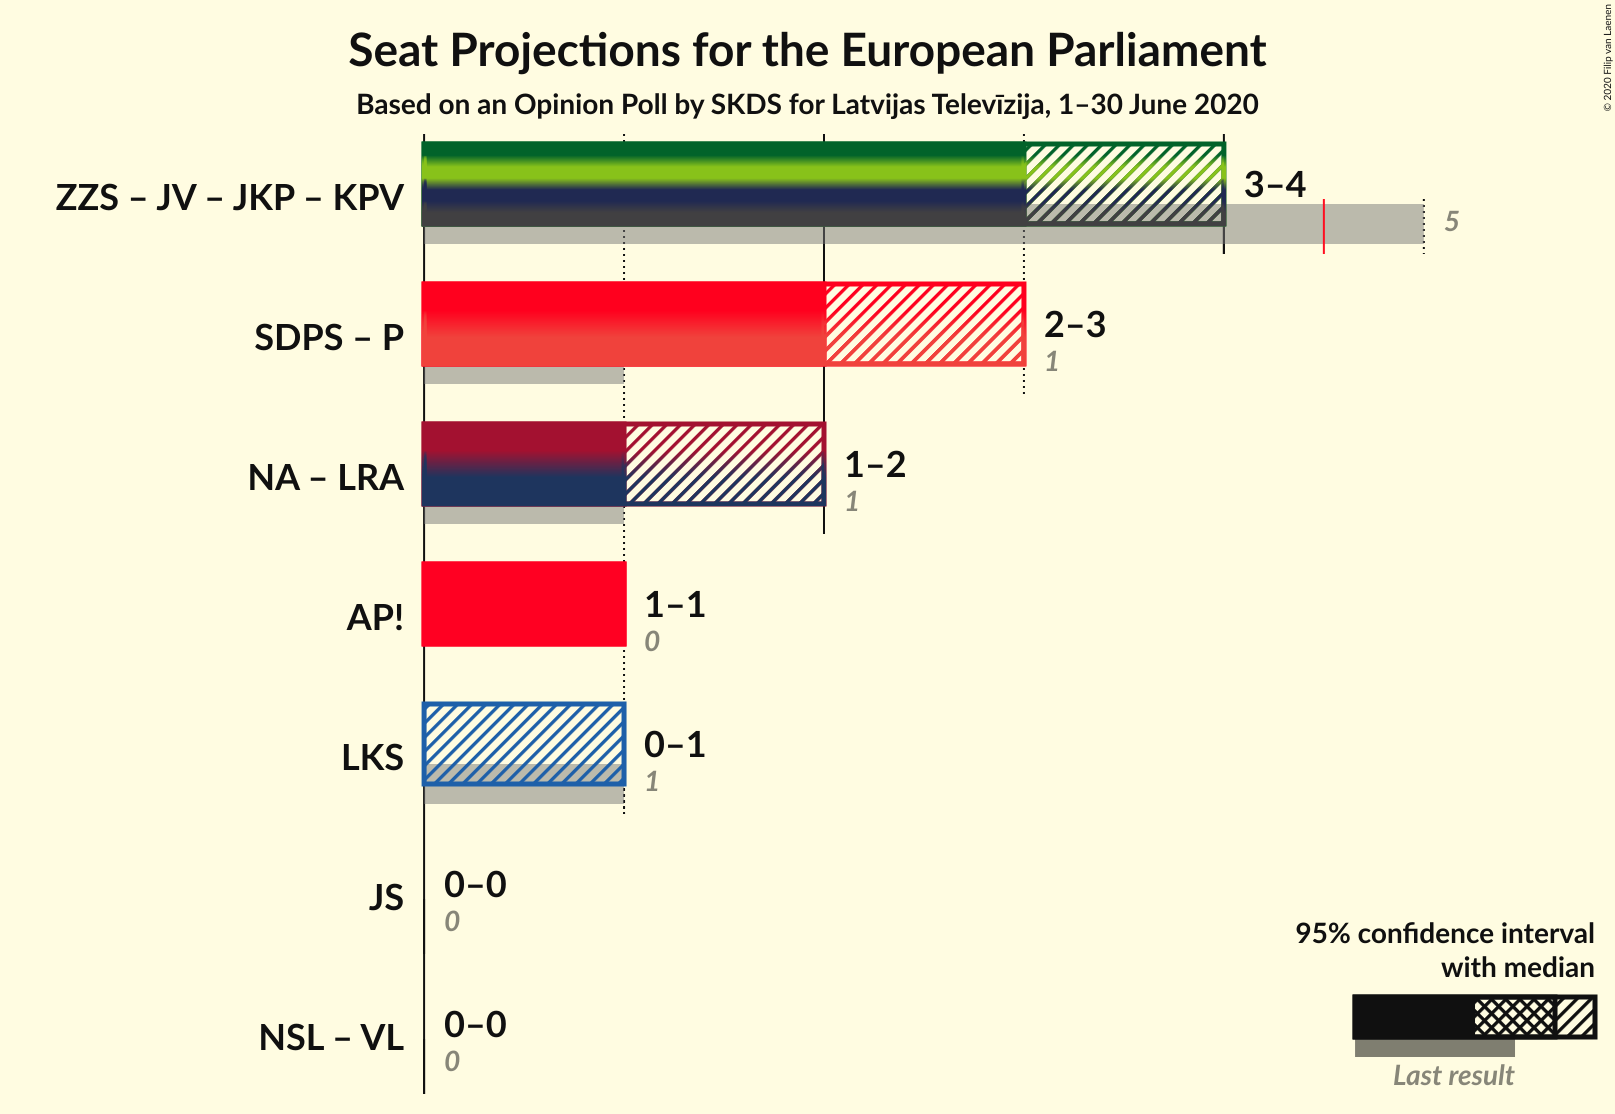 Seat Projections for the European Parliament
Based on an Opinion Poll by SKDS for Latvijas Televīzija, 1–30 June 2020
© 2020 Filip van Laenen
ZZS – JV – JKP – KPV
3–4
5
SDPS – P
2–3
1
NA – LRA
1–2
1
AP!
1–1
0
LKS
0–1
1
JS
0–0
0
NSL – VL
0–0
0
95% confidence interval
with median
Last result